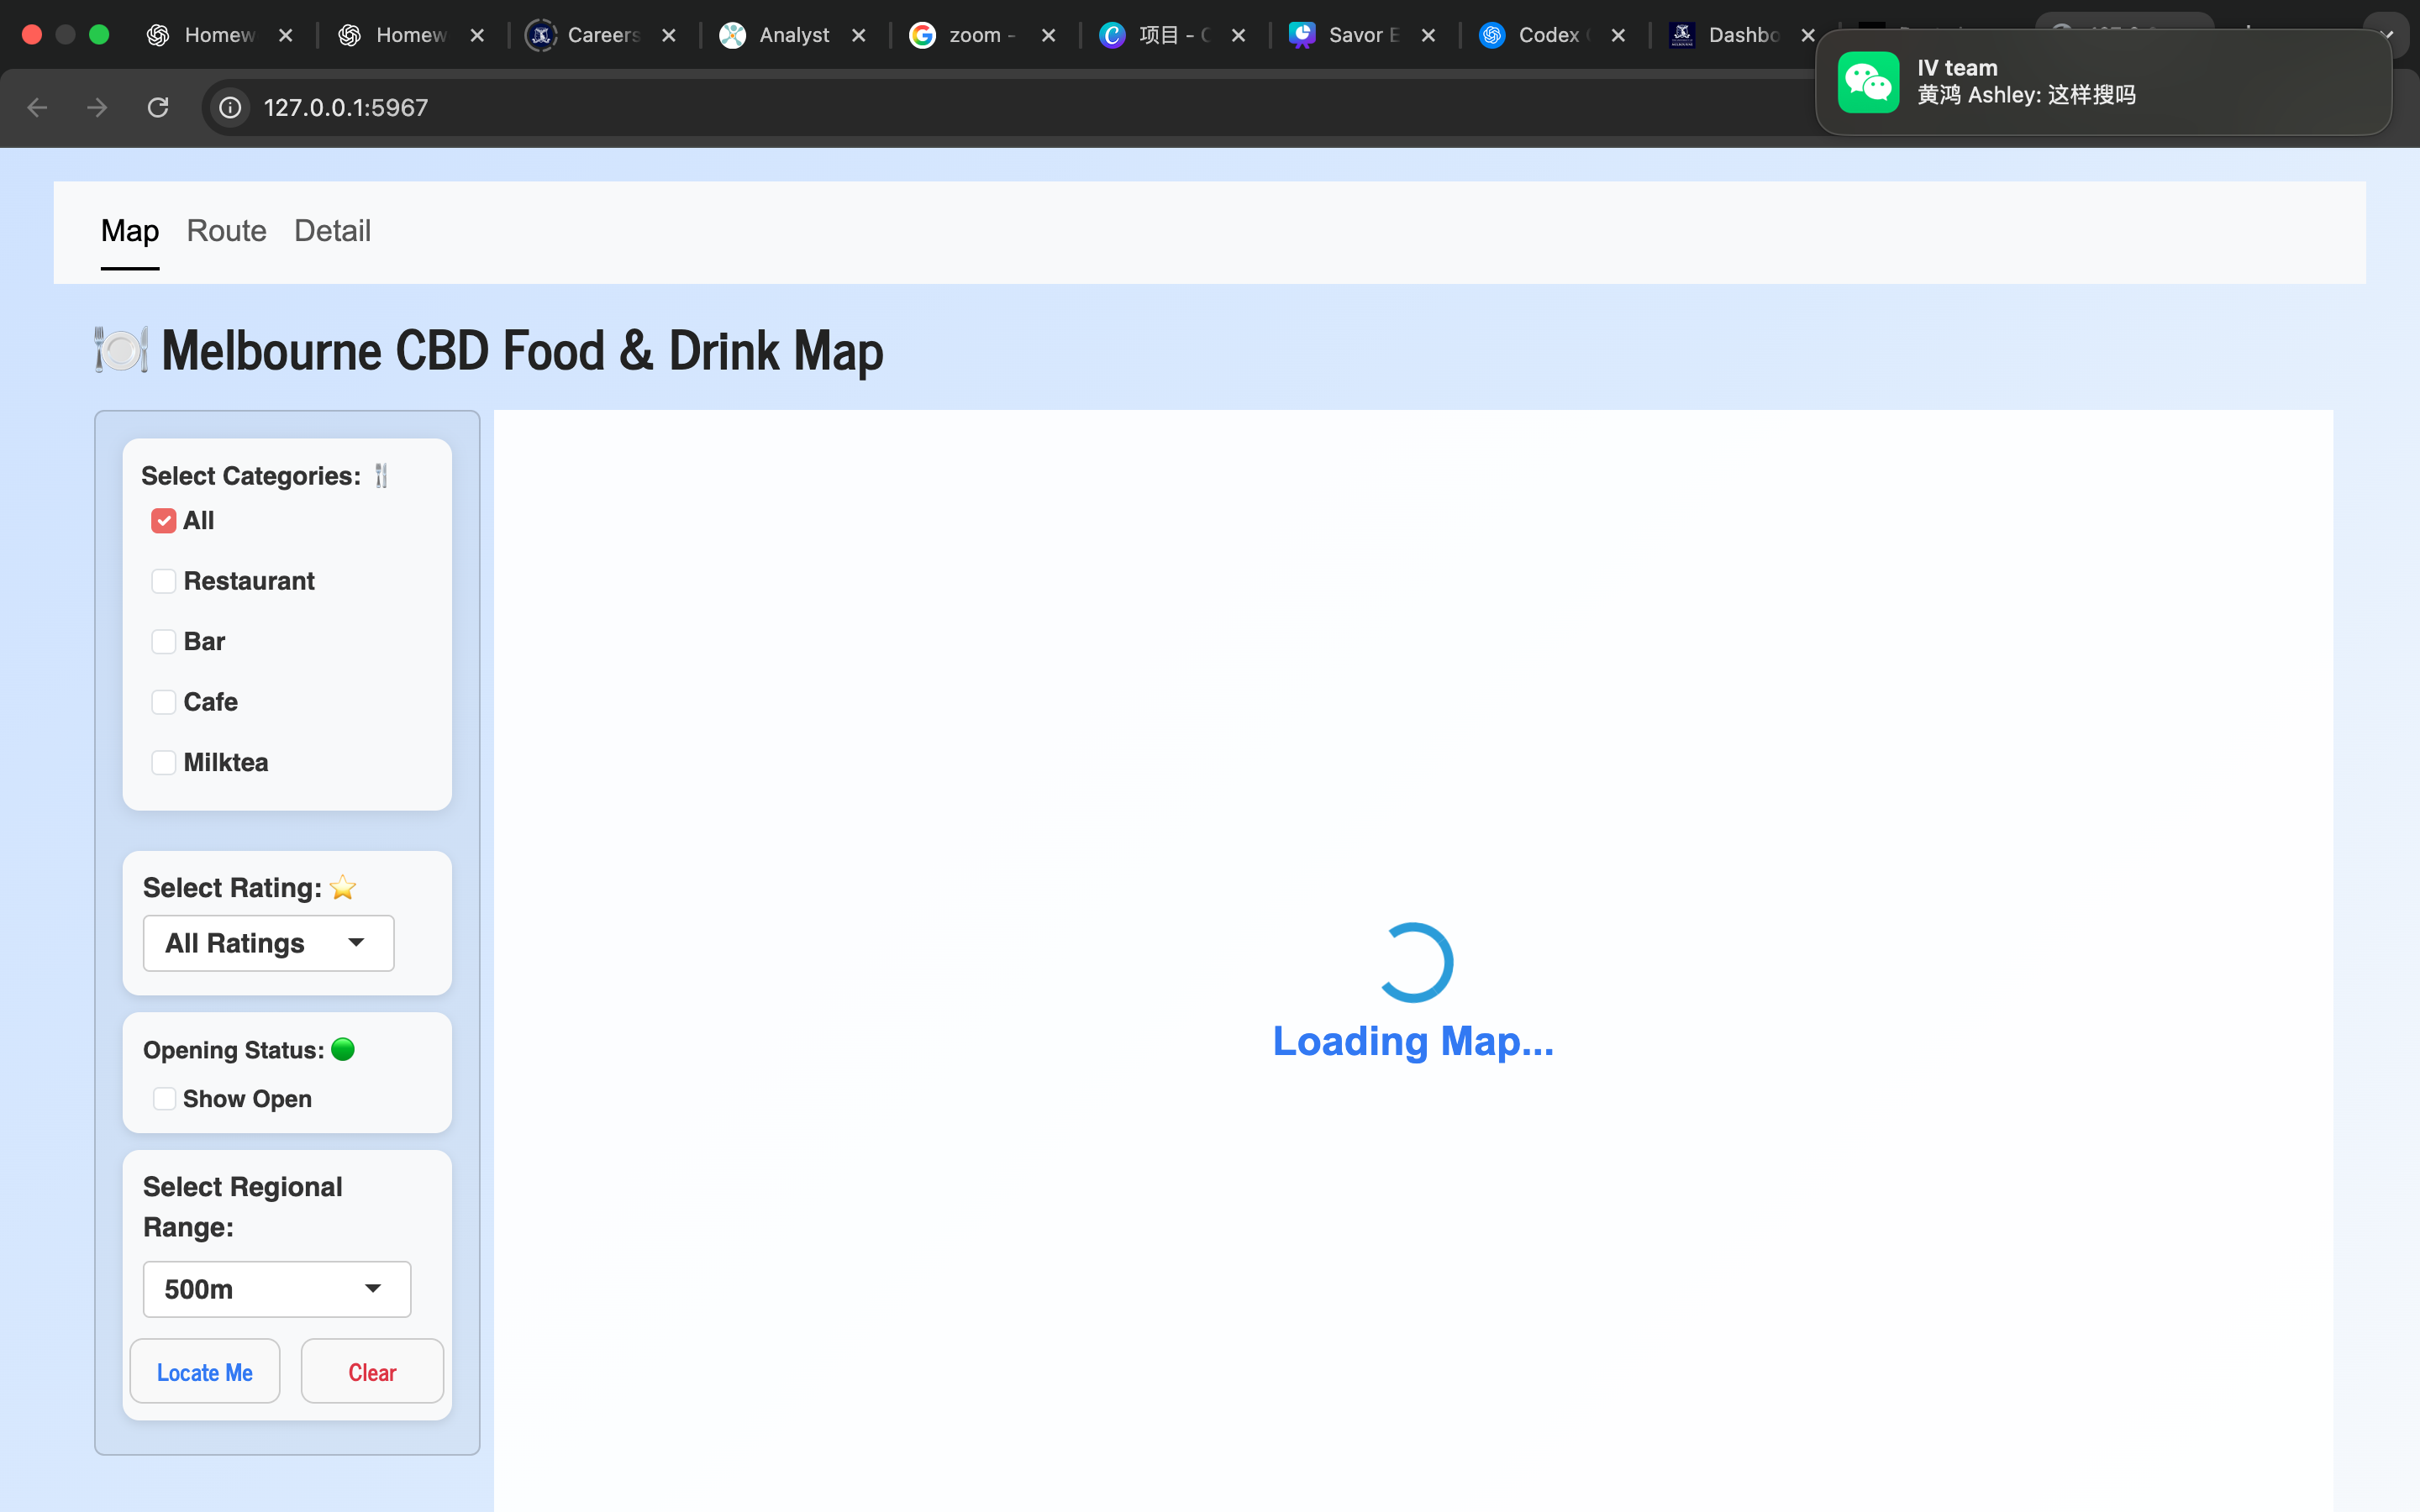 Homew
Homew
Careers
Analyst
zoom -
项目 - C
Savor E
Codex
Dashbo
127.0.0.1:5967
IV team
黄鸿 Ashley: 这样搜吗
Map Route Detail
Melbourne CBD Food & Drink Map
Select Categories:
All
Restaurant
Bar
Cafe
Milktea
Select Rating:
All Ratings
Opening Status:
Show Open
Select Regional
Range:
500m
Locate Me
Clear
Loading Map...